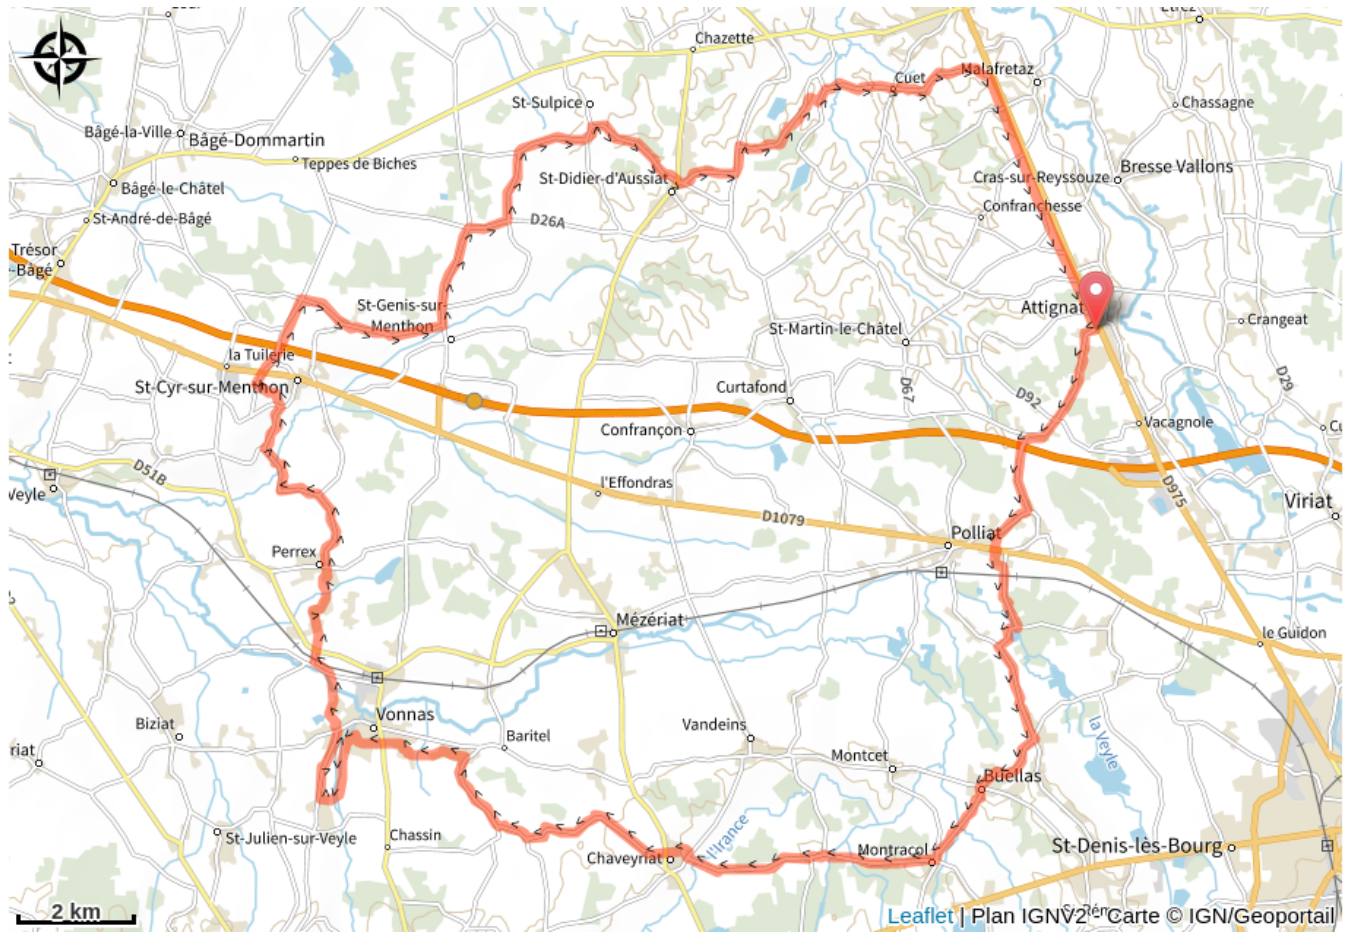 Chazette
Malafretaz
Cuet
St-Sulpice
Chassagne
Bâgé-la-Ville
Bâgé-Dommartin
Teppes de Biches
Bresse Vallons
Cras-sur-Reyssouze
St-Didier-d'Aussiat
Bâgé-le-Châtel
Confranchesse
St-André-de-Bâgé
D26A
Trésor
-Bâgé
St-Genis-sur-
Menthon
Attignat
Crangeat
St-Martin-le-Châtel
la Tuilerie
St-Cyr-sur-Menthon
Curtafond
D67
D92
D29
Vacagnole
Confrançon
D51B
l'Effondras
Veyle
D975
Viriat
D1079
Polliat
Perrex
Mézériat
le Guidon
Vonnas
Biziat
Baritel
Vandeins
la Veyle
riat
Montcet
Buellas
St-Julien-sur-Veyle
Chassin
l'Irance
Chaveyriat
Montracol
St-Denis-lès-Bourg
2 km
Leaflet | Plan IGNV2 - Carte © IGN/Geoportail